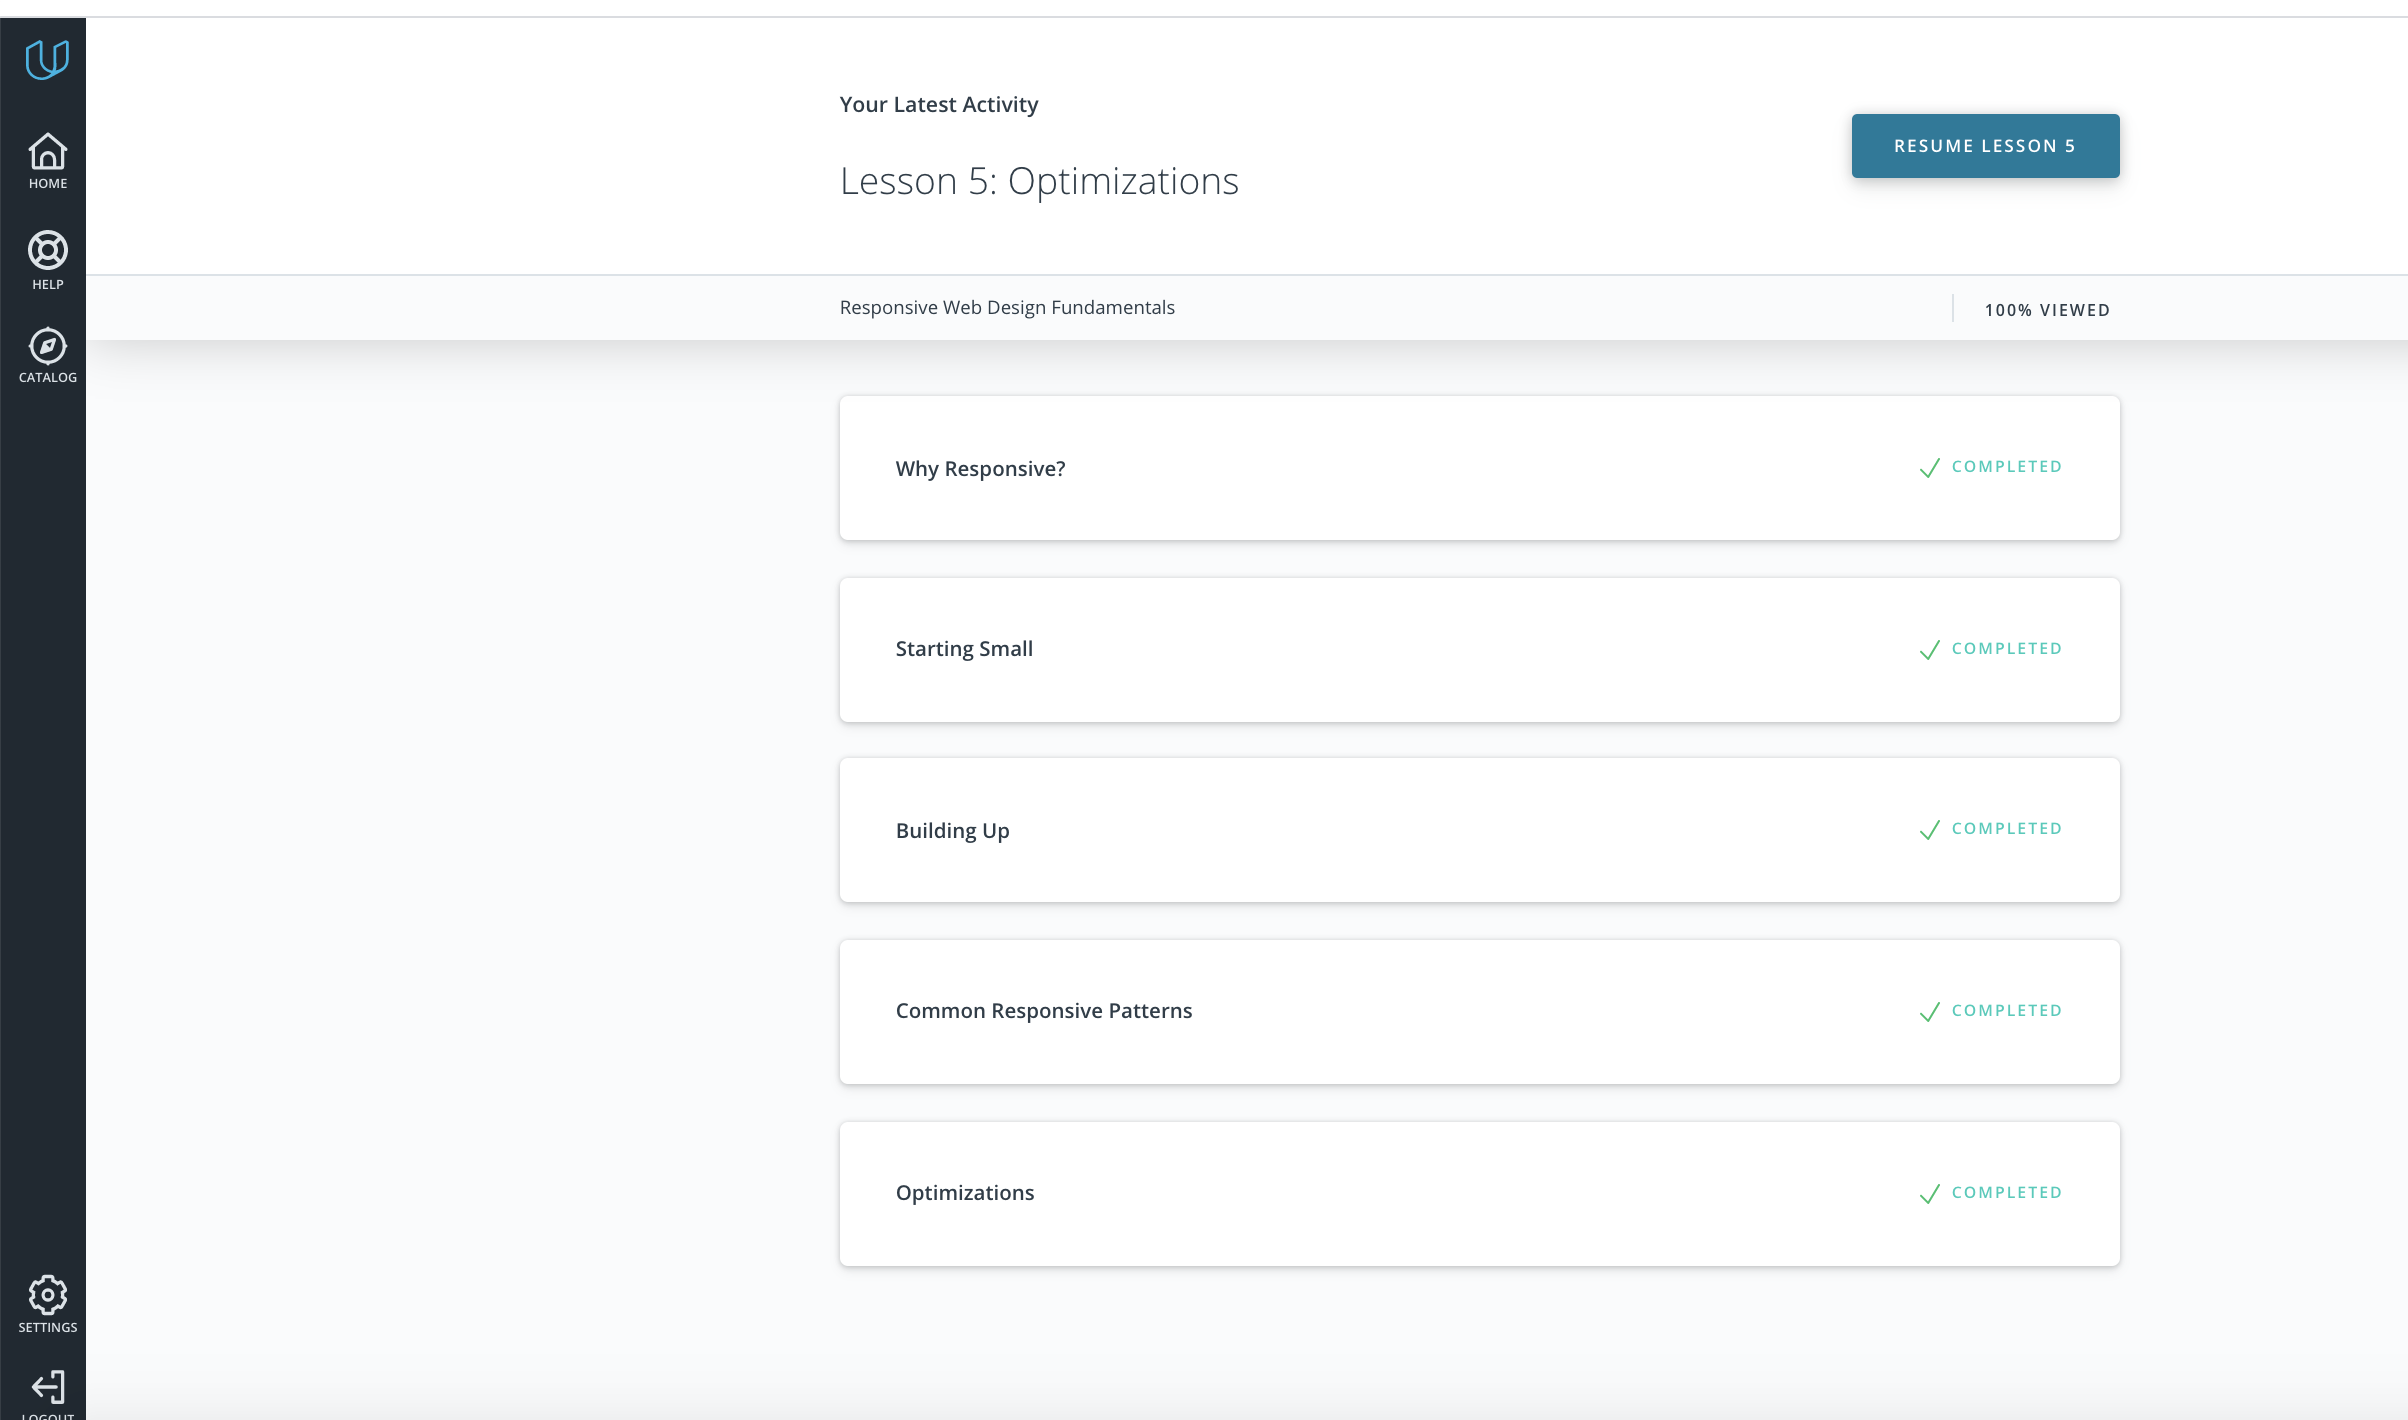 HOME
HELP
CATALOG
SETTINGS
LOGOUT
Your Latest Activity
Lesson 5: Optimizations
RESUME LESSON 5
Responsive Web Design Fundamentals
100% VIEWED
Why Responsive?
COMPLETED
Starting Small
COMPLETED
Building Up
COMPLETED
Common Responsive Patterns
COMPLETED
Optimizations
COMPLETED